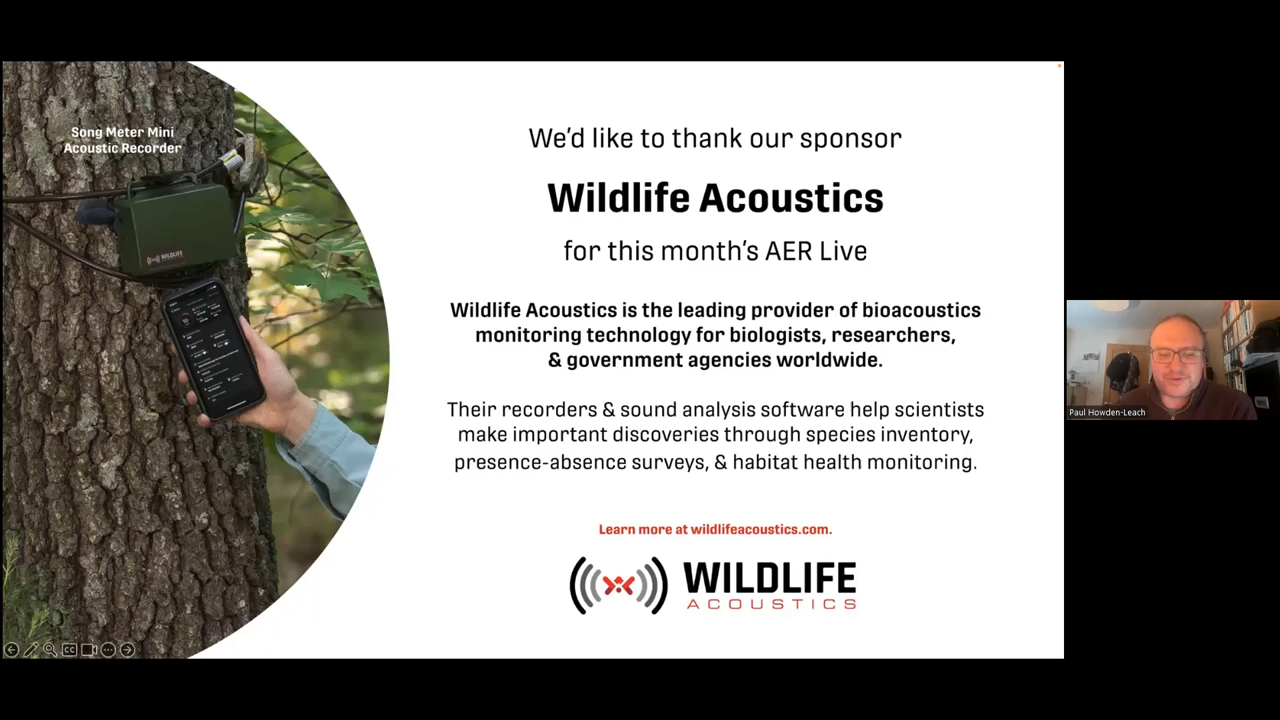 Song Meter Mini
Acoustic Recorder
WILDLIFE
We'd like to thank our sponsor
Wildlife Acoustics
for this month's AER Live
Wildlife Acoustics is the leading provider of bioacoustics
monitoring technology for biologists, researchers,
& government agencies worldwide.
Their recorders & sound analysis software help scientists
make important discoveries through species inventory,
presence-absence surveys, & habitat health monitoring.
Learn more at wildlifeacoustics.com.
WILDLIFE
ACOUSTICS
CC
Paul Howden-Leach